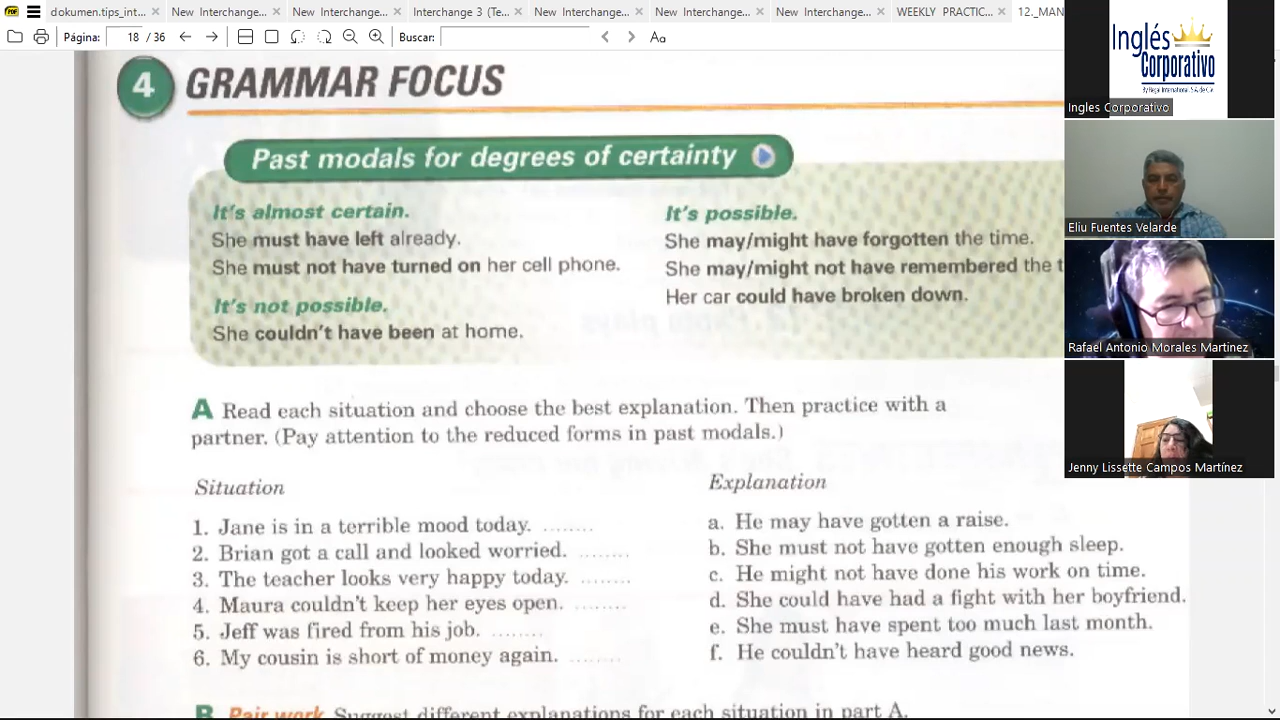 dokumen.tips_int...
New Interchange...
New Interchange...
Interchange 3 (Te...
New Interchange...
New Interchange...
New Interchange...
WEEKLY PRACTIC...
12._MAN
Página: 18 / 36
Buscar:
Aa
4 GRAMMAR FOCUS
Past modals for degrees of certainty
It's almost certain.
She must have left already.
She must not have turned on her cell phone.
It's not possible.
She couldn't have been at home.
It's possible.
She may/might have forgotten the time.
She may/might not have remembered the t
Her car could have broken down.
A Read each situation and choose the best explanation. Then practice with a
partner. (Pay attention to the reduced forms in past modals.)
Situation
1. Jane is in a terrible mood today. ........
2. Brian got a call and looked worried. ........
3. The teacher looks very happy today. ........
4. Maura couldn't keep her eyes open. ........
5. Jeff was fired from his job. ........
6. My cousin is short of money again. ........
Explanation
a. He may have gotten a raise.
b. She must not have gotten enough sleep.
c. He might not have done his work on time.
d. She could have had a fight with her boyfriend.
e. She must have spent too much last month.
f. He couldn't have heard good news.
B Pair work Suggest different explanations for each situation in part A.
Inglés
Corporativo
Ingles Corporativo
Eliu Fuentes Velarde
Rafael Antonio Morales Martinez
Jenny Lissette Campos Martínez